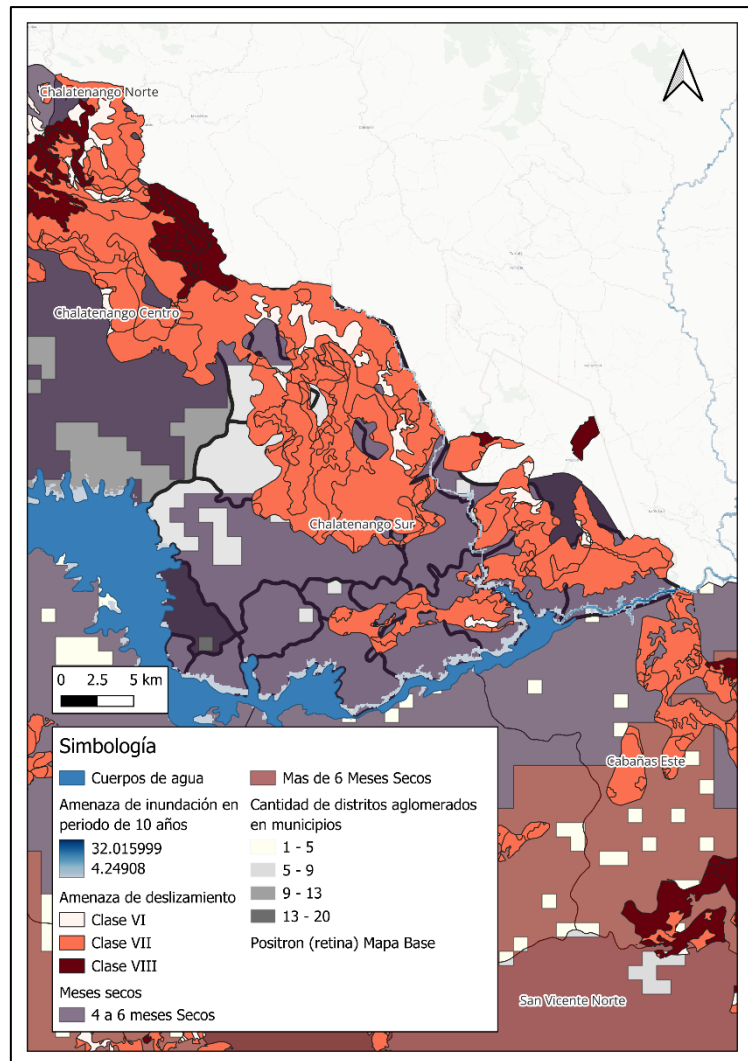 Chalatenango Norte
Chalatenango Centro
Chalatenango Sur
0 2.5 5 km
Cabañas Este
San Vicente Norte
Simbología
Cuerpos de agua
Amenaza de inundación en
periodo de 10 años
32.015999
4.24908
Amenaza de deslizamiento
Clase VI
Clase VII
Clase VIII
Meses secos
4 a 6 meses Secos
Mas de 6 Meses Secos
Cantidad de distritos aglomerados
en municipios
1 - 5
5 - 9
9 - 13
13 - 20
Positron (retina) Mapa Base